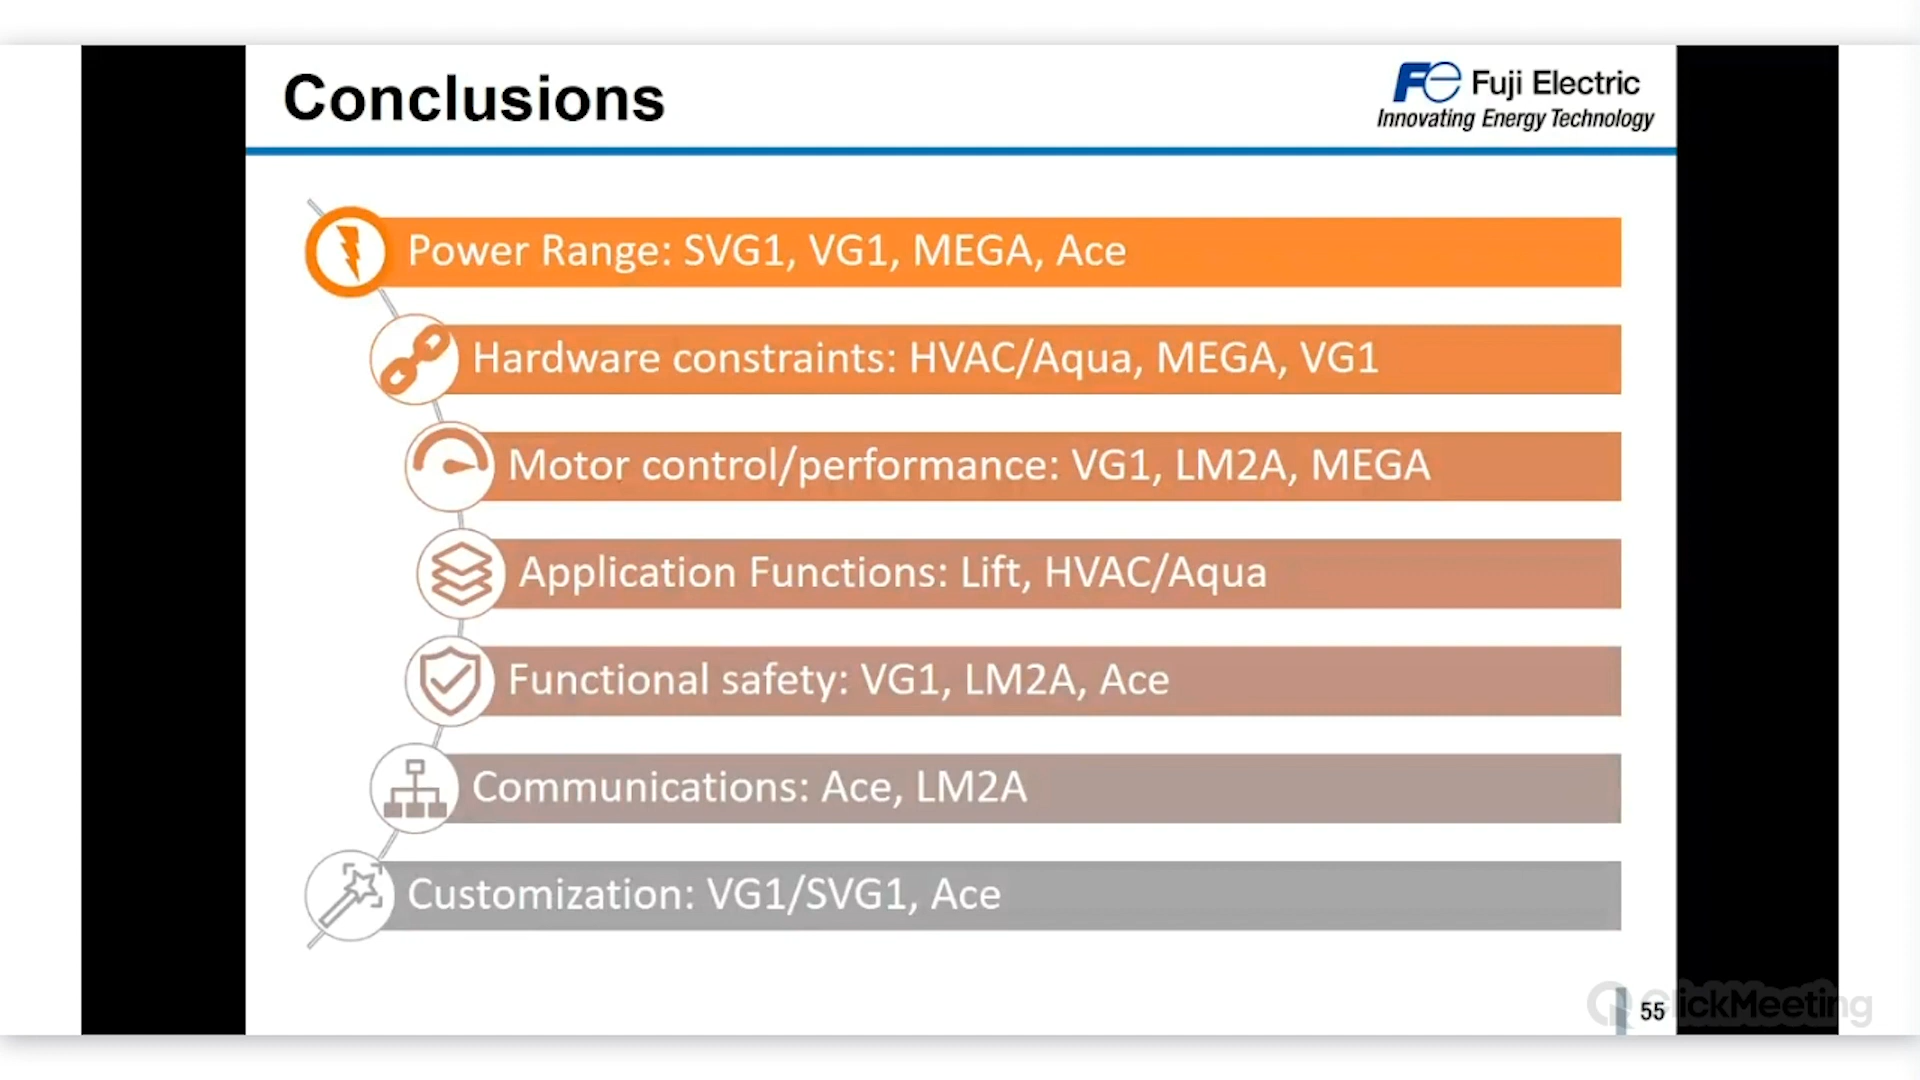 Conclusions
Fe Fuji Electric
Innovating Energy Technology
Power Range: SVG1, VG1, MEGA, Ace
Hardware constraints: HVAC/Aqua, MEGA, VG1
Motor control/performance: VG1, LM2A, MEGA
Application Functions: Lift, HVAC/Aqua
Functional safety: VG1, LM2A, Ace
Communications: Ace, LM2A
Customization: VG1/SVG1, Ace
55
ClickMeeting